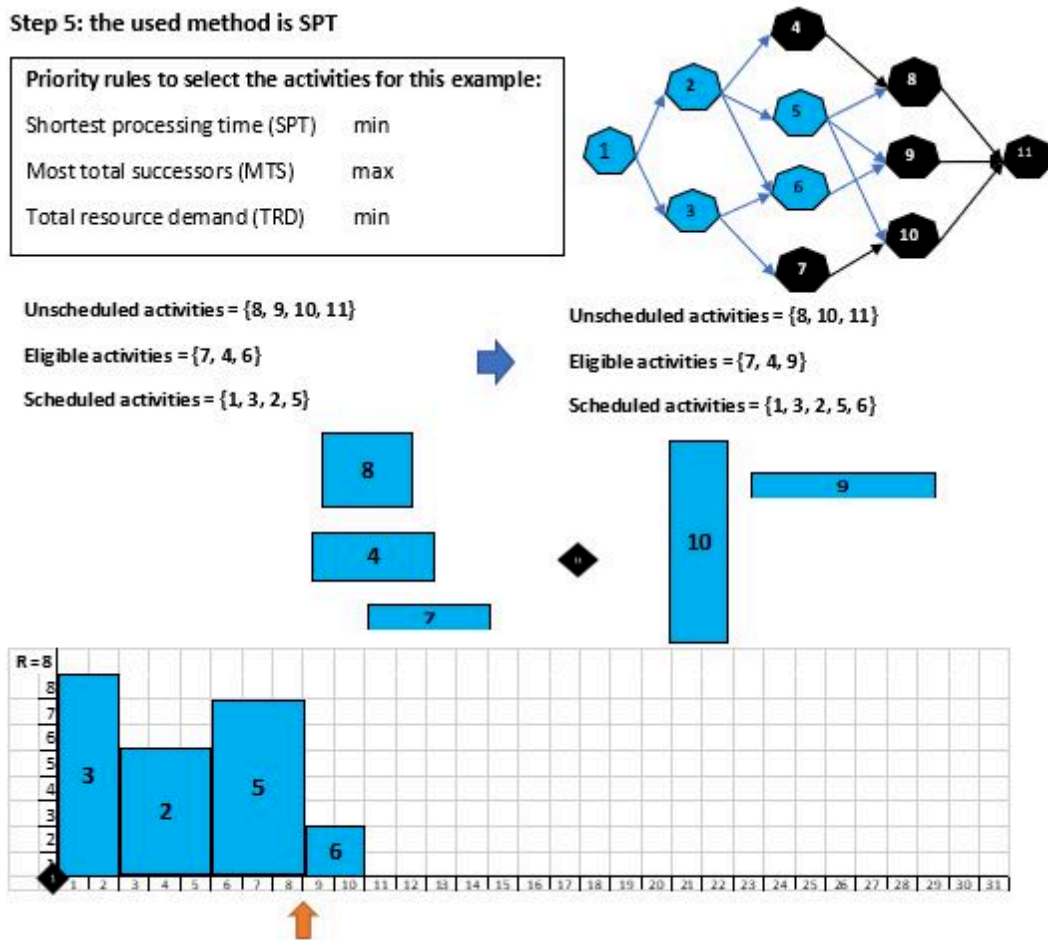 Step 5: the used method is SPT
Priority rules to select the activities for this example:
Shortest processing time (SPT) min
Most total successors (MTS) max
Total resource demand (TRD) min
4
2
8
5
1
9
11
6
3
10
7
Unscheduled activities = {8, 9, 10, 11}
Eligible activities = {7, 4, 6}
Scheduled activities = {1, 3, 2, 5}
Unscheduled activities = {8, 10, 11}
Eligible activities = {7, 4, 9}
Scheduled activities = {1, 3, 2, 5, 6}
8
9
10
4
11
7
R = 8
8
7
6
5
4
3
2
1
3
2
5
6
1
1 2 3 4 5 6 7 8 9 10 11 12 13 14 15 16 17 18 19 20 21 22 23 24 25 26 27 28 29 30 31